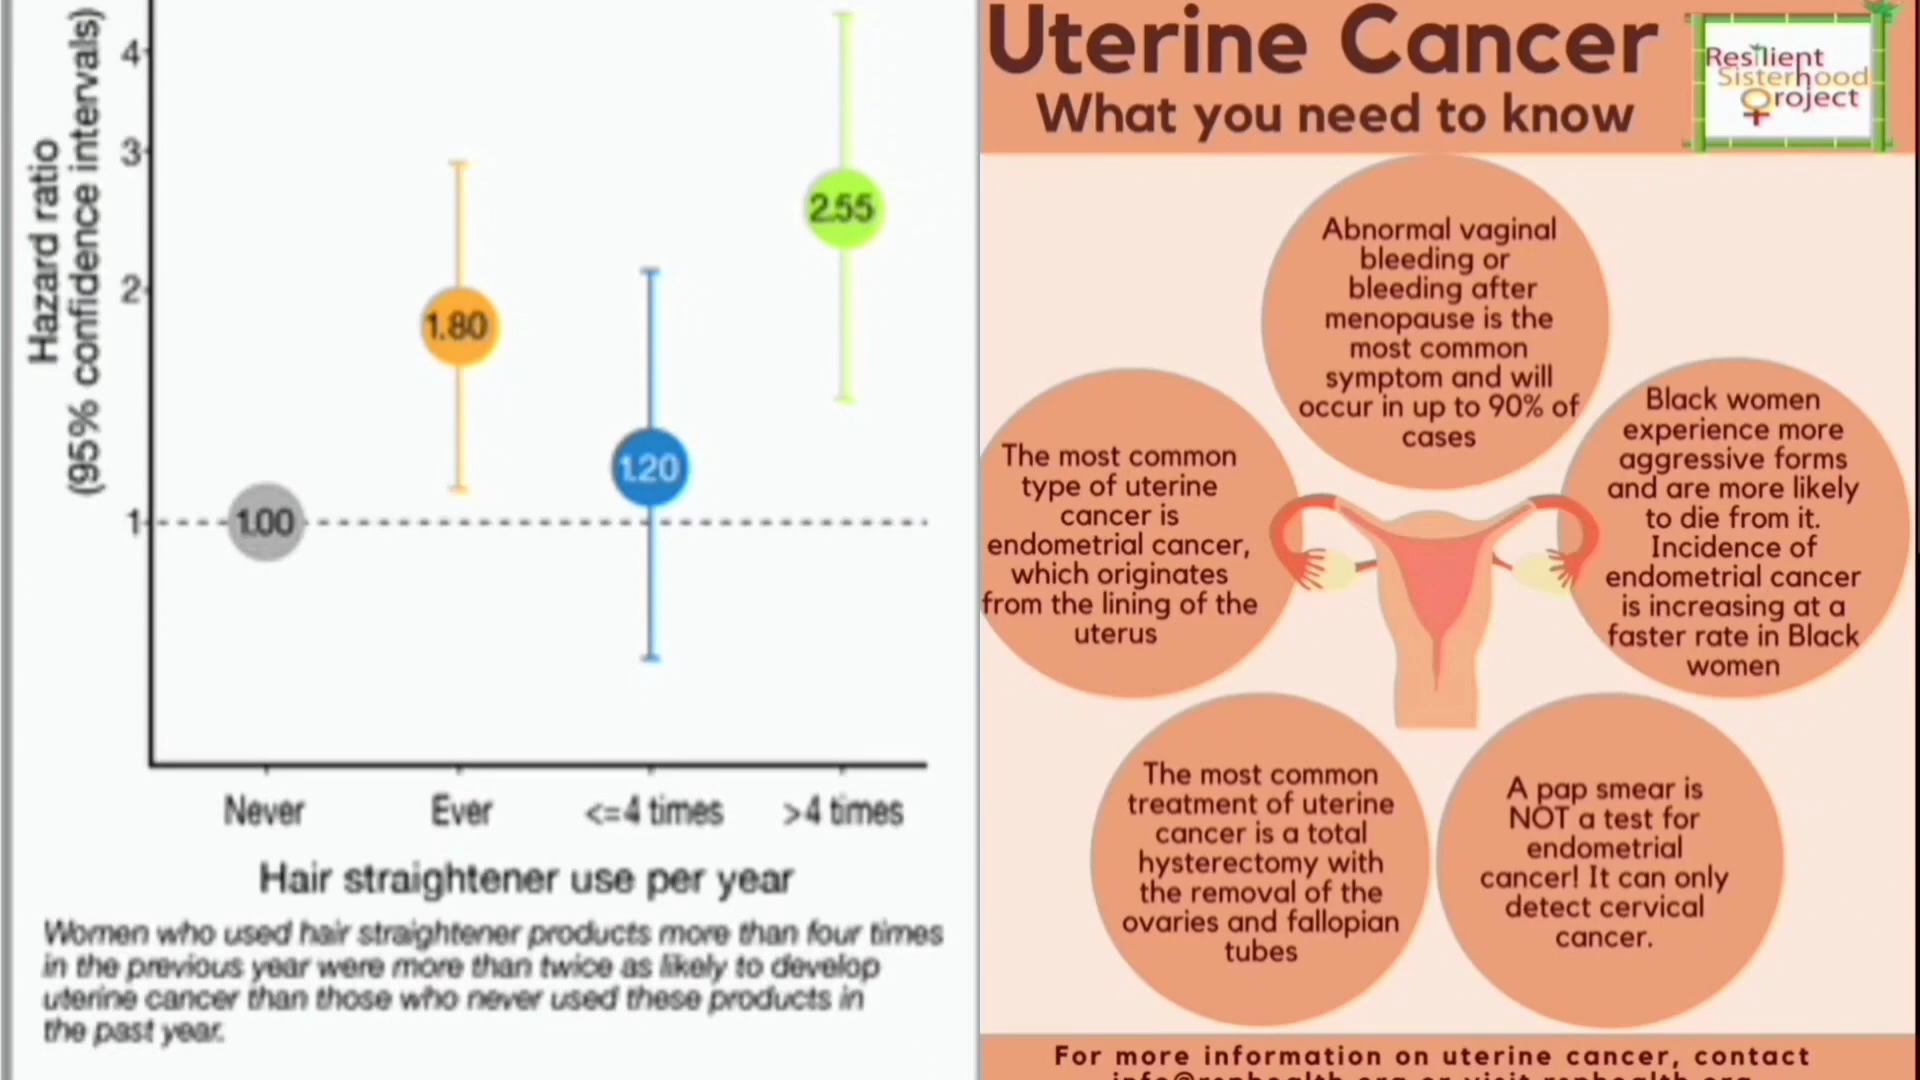 Hazard ratio
(95% confidence intervals)
4
3
2
1
1.00
1.80
1.20
2.55
Never
Ever
<=4 times
>4 times
Hair straightener use per year
Women who used hair straightener products more than four times
in the previous year were more than twice as likely to develop
uterine cancer than those who never used these products in
the past year.
Uterine Cancer
What you need to know
Resilient
Sisterhood
Project
Abnormal vaginal
bleeding or
bleeding after
menopause is the
most common
symptom and will
occur in up to 90% of
cases
The most common
type of uterine
cancer is
endometrial cancer,
which originates
from the lining of the
uterus
Black women
experience more
aggressive forms
and are more likely
to die from it.
Incidence of
endometrial cancer
is increasing at a
faster rate in Black
women
The most common
treatment of uterine
cancer is a total
hysterectomy with
the removal of the
ovaries and fallopian
tubes
A pap smear is
NOT a test for
endometrial
cancer! It can only
detect cervical
cancer.
For more information on uterine cancer, contact
info@rsphealth.org or visit rsphealth.org